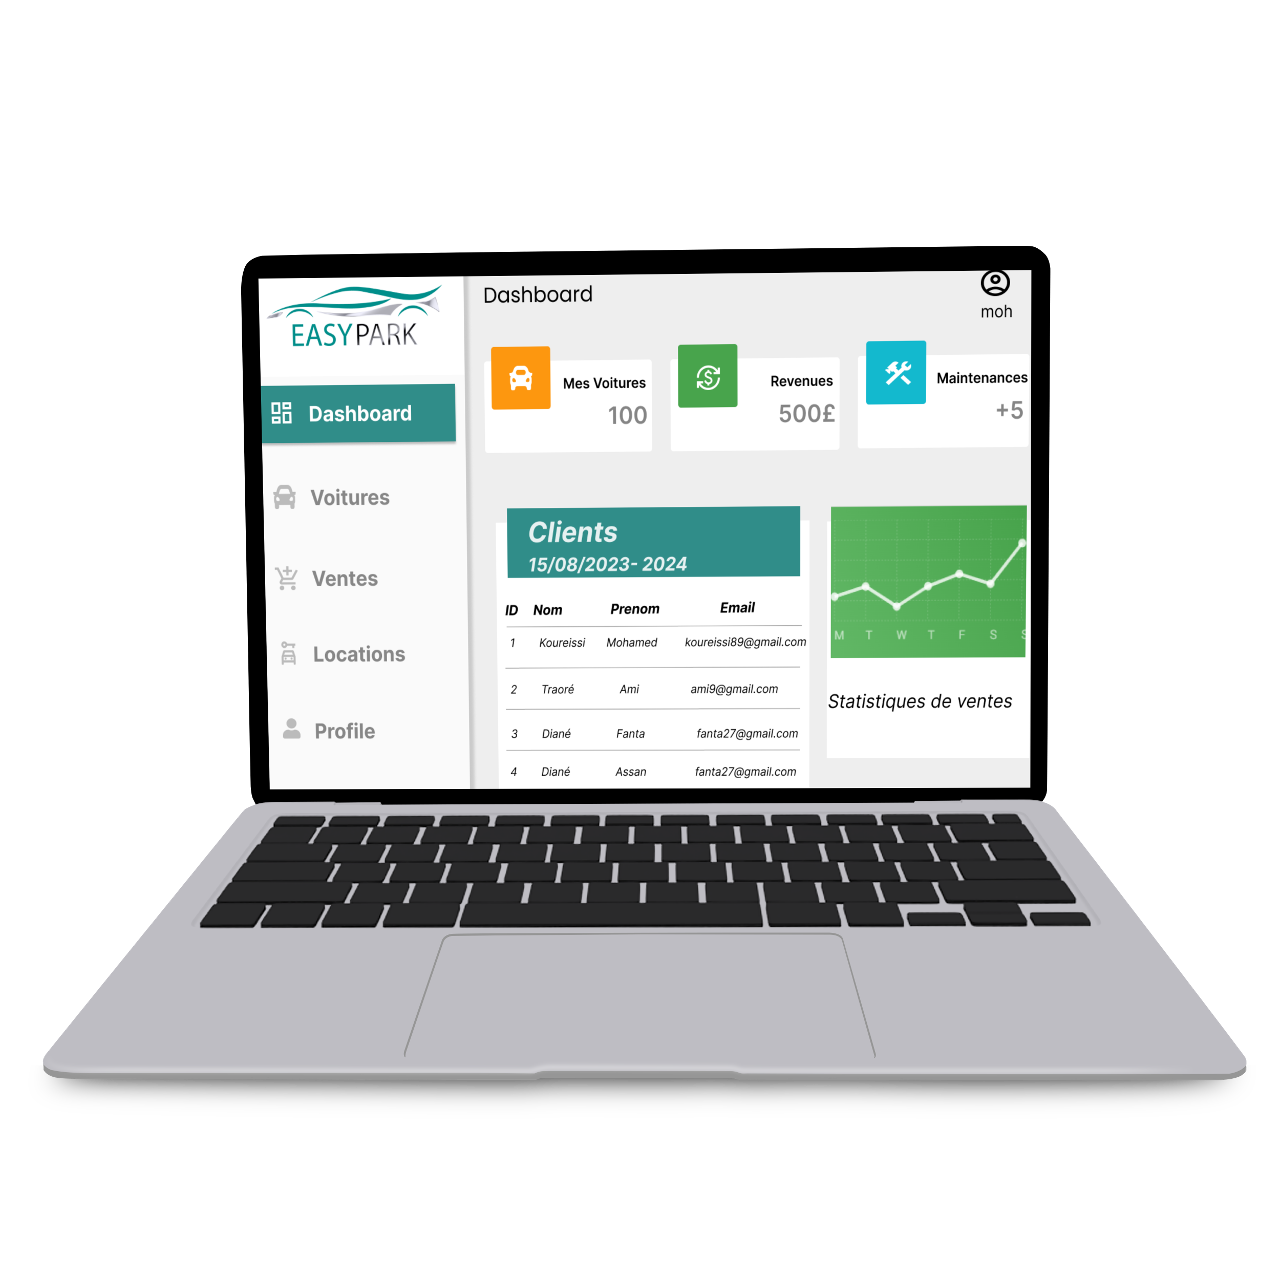 EASYPARK
Dashboard
Voitures
Ventes
Locations
Profile
Dashboard
moh
Mes Voitures
100
Revenues
500£
Maintenances
+5
Clients
15/08/2023- 2024
ID Nom Prenom Email
1 Koureissi Mohamed koureissi89@gmail.com
2 Traoré Ami ami9@gmail.com
3 Diané Fanta fanta27@gmail.com
4 Diané Assan fanta27@gmail.com
M T W T F S S
Statistiques de ventes